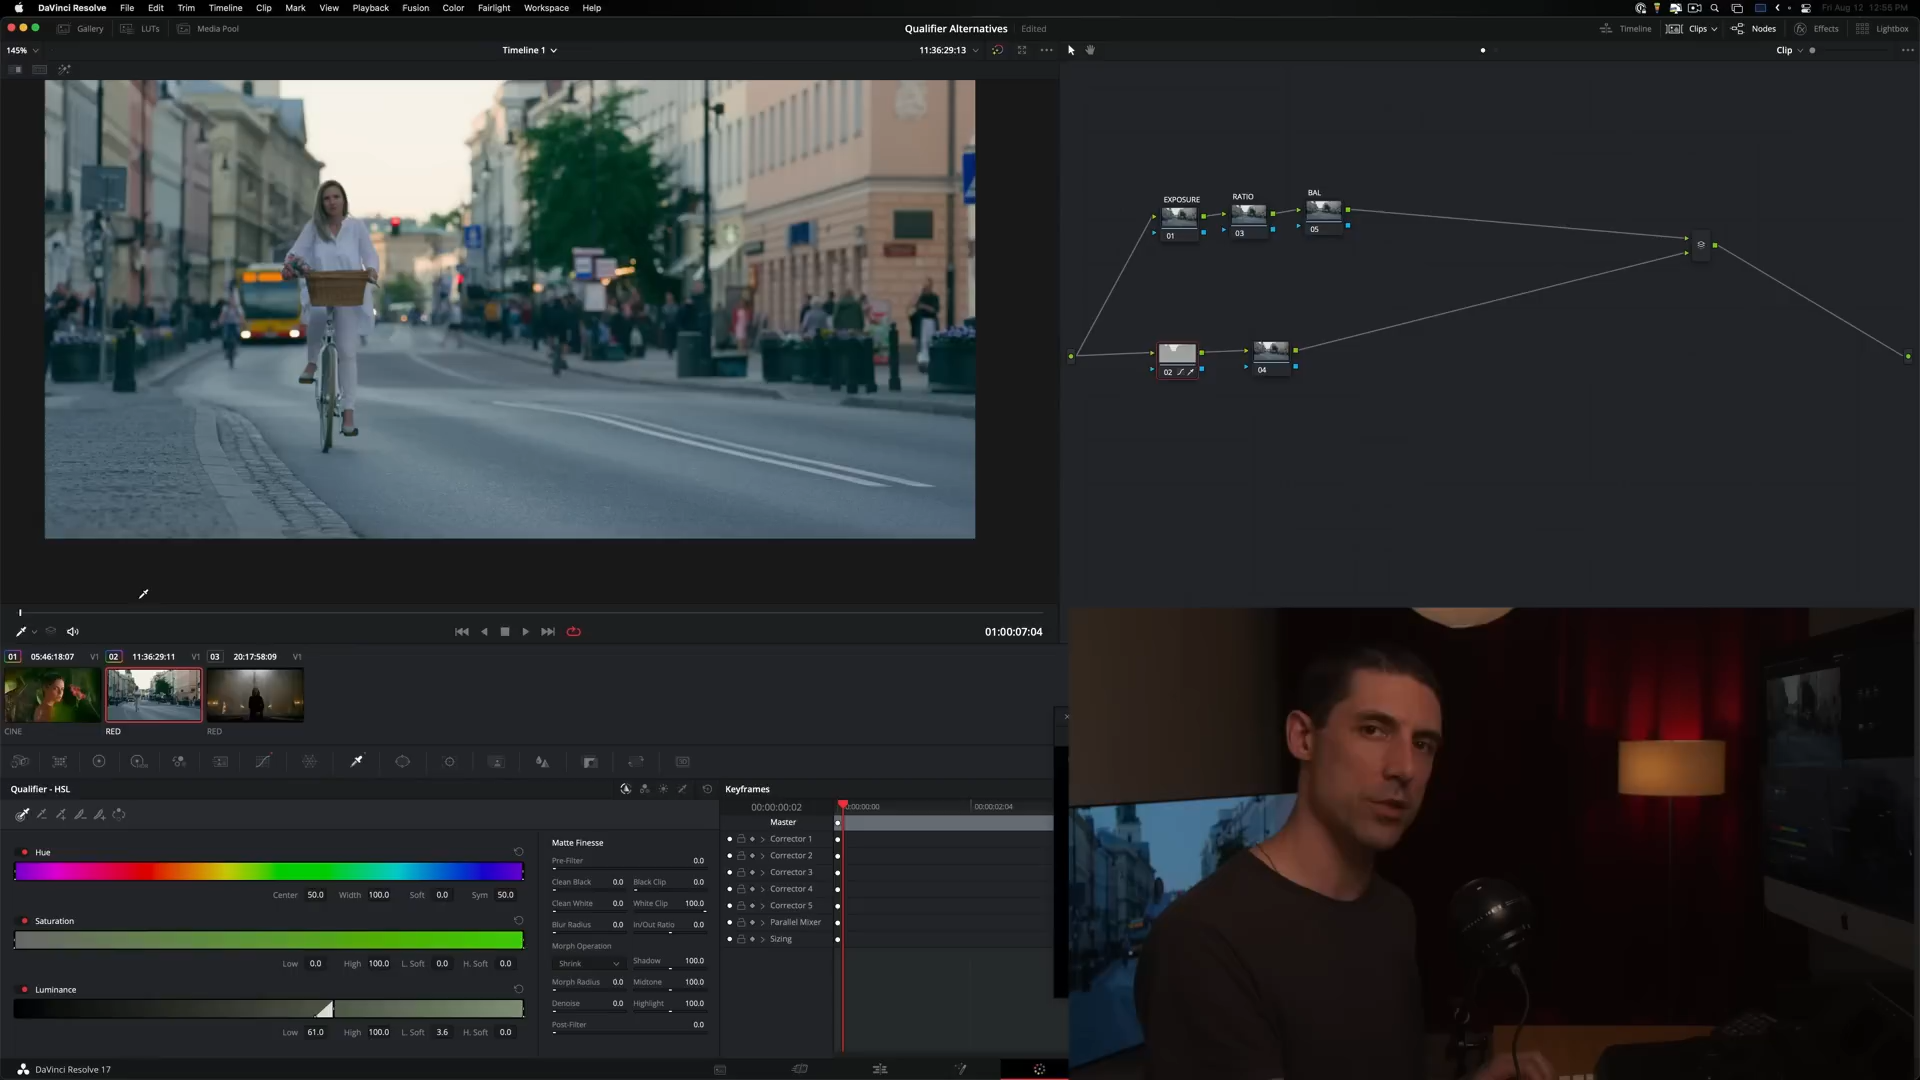 DaVinci Resolve File Edit Trim Timeline Clip Mark View Playback Fusion Color Fairlight Workspace Help
Fri Aug 12 12:55 PM
Gallery LUTs Media Pool
Qualifier Alternatives Edited
Timeline Clips Nodes Effects Lightbox
145%
Timeline 1
11:36:29:13
Clip
EXPOSURE
RATIO
BAL
01
03
05
02
04
01:00:07:04
01 05:46:18:07 V1
02 11:36:29:11 V1
03 20:17:58:09 V1
CINE
RED
RED
Qualifier - HSL
Hue
Center 50.0 Width 100.0 Soft 0.0 Sym 50.0
Saturation
Low 0.0 High 100.0 L. Soft 0.0 H. Soft 0.0
Luminance
Low 61.0 High 100.0 L. Soft 3.6 H. Soft 0.0
Matte Finesse
Pre-Filter 0.0
Clean Black 0.0 Black Clip 0.0
Clean White 0.0 White Clip 100.0
Blur Radius 0.0 In/Out Ratio 0.0
Morph Operation
Shrink Shadow 100.0
Morph Radius 0.0 Midtone 100.0
Denoise 0.0 Highlight 100.0
Post-Filter 0.0
Keyframes
00:00:00:02
00:00:00:00
00:00:02:04
Master
Corrector 1
Corrector 2
Corrector 3
Corrector 4
Corrector 5
Parallel Mixer
Sizing
DaVinci Resolve 17